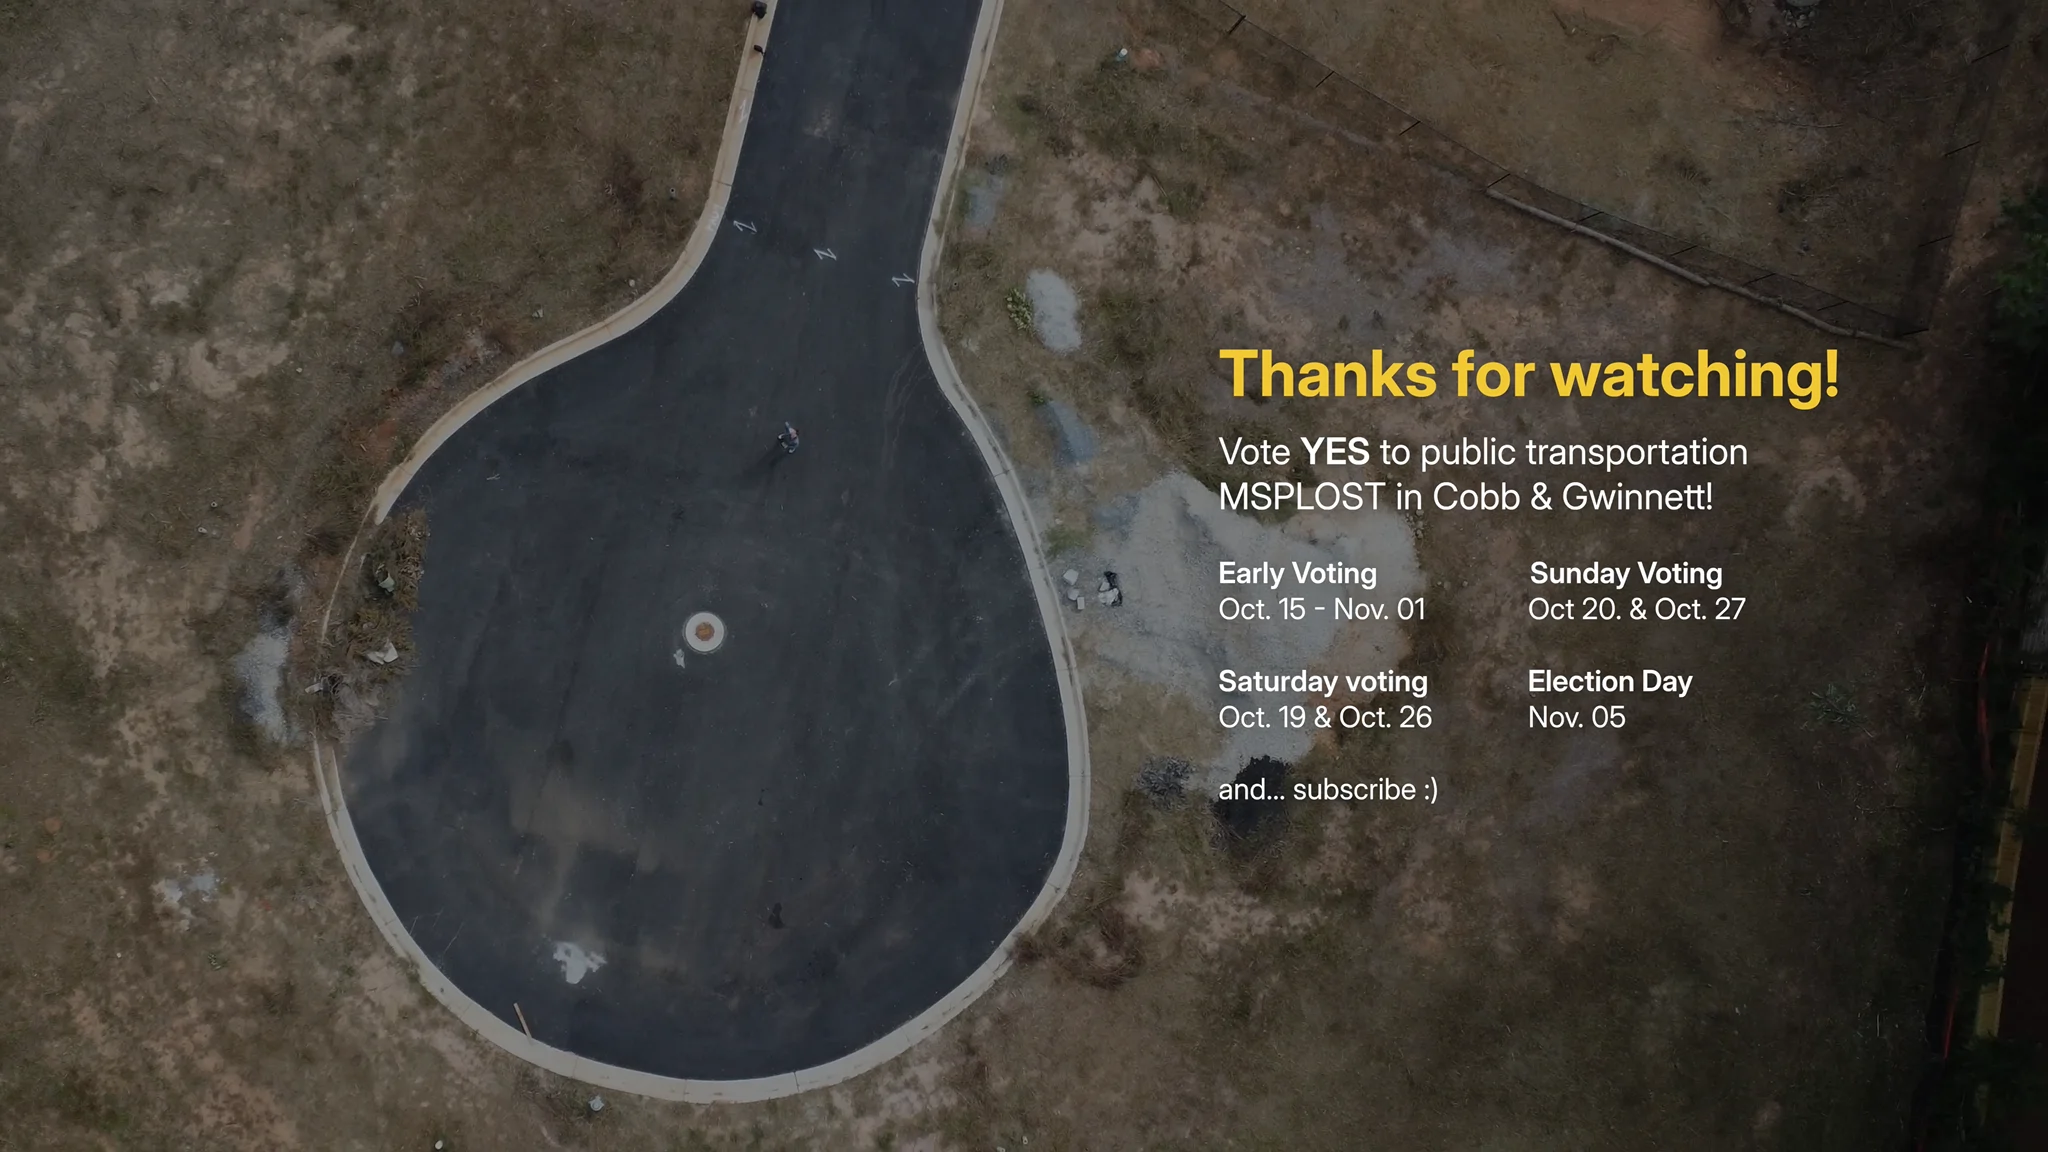 Thanks for watching!
Vote YES to public transportation
MSPLOST in Cobb & Gwinnett!
Early Voting
Oct. 15 - Nov. 01
Sunday Voting
Oct 20. & Oct. 27
Saturday voting
Oct. 19 & Oct. 26
Election Day
Nov. 05
and... subscribe :)